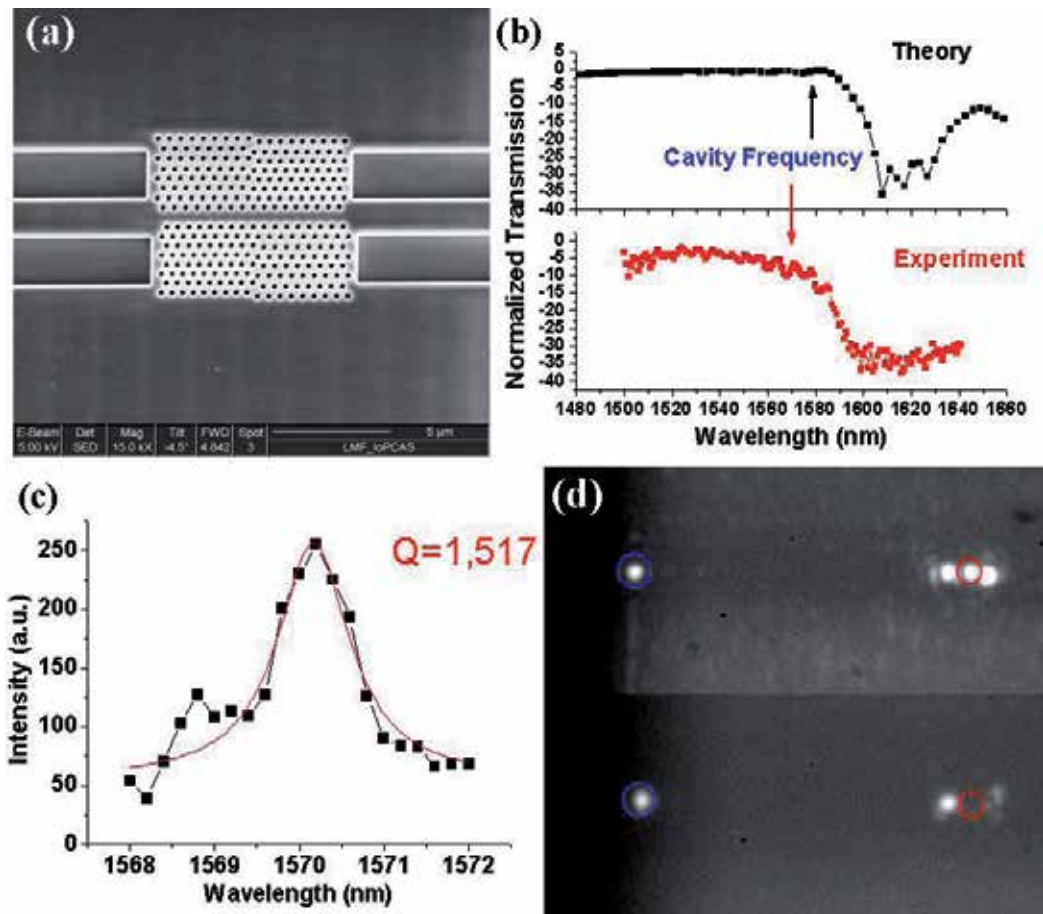 (a)
E-Beam Det Mag Tilt FWD Spot 5 μm
5.00 kV SED 15.0 kX -4.5° 4.842 3 LMF_IoPCAS
(b)
Theory
Cavity Frequency
Experiment
Normalized Transmission
5
0
-5
-10
-15
-20
-25
-30
-35
-40
0
-5
-10
-15
-20
-25
-30
-35
-40
1480 1500 1520 1540 1560 1580 1600 1620 1640 1660
Wavelength (nm)
(c)
Q=1,517
Intensity (a.u.)
250
200
150
100
50
0
1568 1569 1570 1571 1572
Wavelength (nm)
(d)